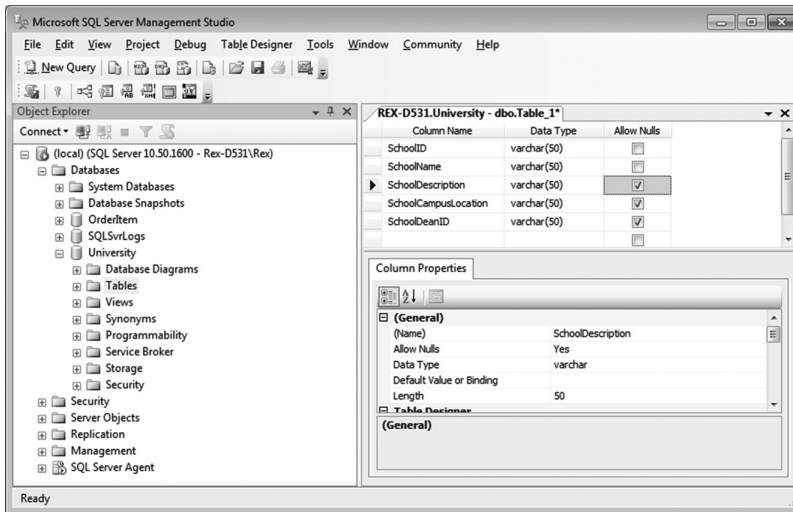 Microsoft SQL Server Management Studio
File Edit View Project Debug Table Designer Tools Window Community Help
New Query
Object Explorer
Connect
(local) (SQL Server 10.50.1600 - Rex-D531\Rex)
Databases
System Databases
Database Snapshots
OrderItem
SQLSvrLogs
University
Database Diagrams
Tables
Views
Synonyms
Programmability
Service Broker
Storage
Security
Security
Server Objects
Replication
Management
SQL Server Agent
REX-D531.University - dbo.Table_1*
Column Name Data Type Allow Nulls
SchoolID varchar(50)
SchoolName varchar(50)
SchoolDescription varchar(50)
SchoolCampusLocation varchar(50)
SchoolDeanID varchar(50)
Column Properties
(General)
(Name) SchoolDescription
Allow Nulls Yes
Data Type varchar
Default Value or Binding
Length 50
Table Designer
(General)
Ready